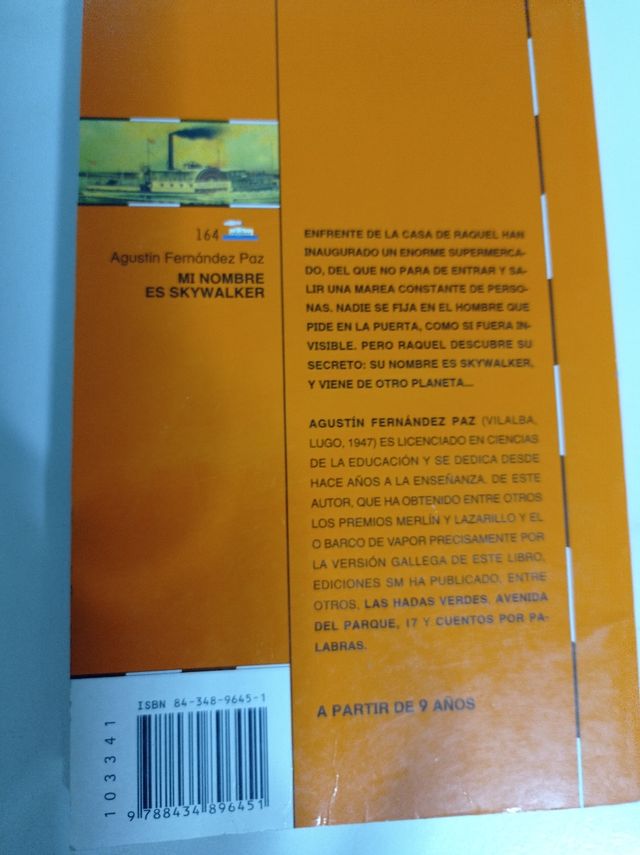 164
Agustín Fernández Paz
MI NOMBRE
ES SKYWALKER
ENFRENTE DE LA CASA DE RAQUEL HAN
INAUGURADO UN ENORME SUPERMERCA-
DO, DEL QUE NO PARA DE ENTRAR Y SA-
LIR UNA MAREA CONSTANTE DE PERSO-
NAS. NADIE SE FIJA EN EL HOMBRE QUE
PIDE EN LA PUERTA, COMO SI FUERA IN-
VISIBLE. PERO RAQUEL DESCUBRE SU
SECRETO: SU NOMBRE ES SKYWALKER,
Y VIENE DE OTRO PLANETA...
AGUSTÍN FERNÁNDEZ PAZ (VILALBA,
LUGO, 1947) ES LICENCIADO EN CIENCIAS
DE LA EDUCACIÓN Y SE DEDICA DESDE
HACE AÑOS A LA ENSEÑANZA. DE ESTE
AUTOR, QUE HA OBTENIDO ENTRE OTROS
LOS PREMIOS MERLÍN Y LAZARILLO Y EL
O BARCO DE VAPOR PRECISAMENTE POR
LA VERSIÓN GALLEGA DE ESTE LIBRO,
EDICIONES SM HA PUBLICADO, ENTRE
OTROS, LAS HADAS VERDES, AVENIDA
DEL PARQUE, 17 Y CUENTOS POR PA-
LABRAS.
A PARTIR DE 9 AÑOS
ISBN 84-348-9645-1
103341
9 788434 896451